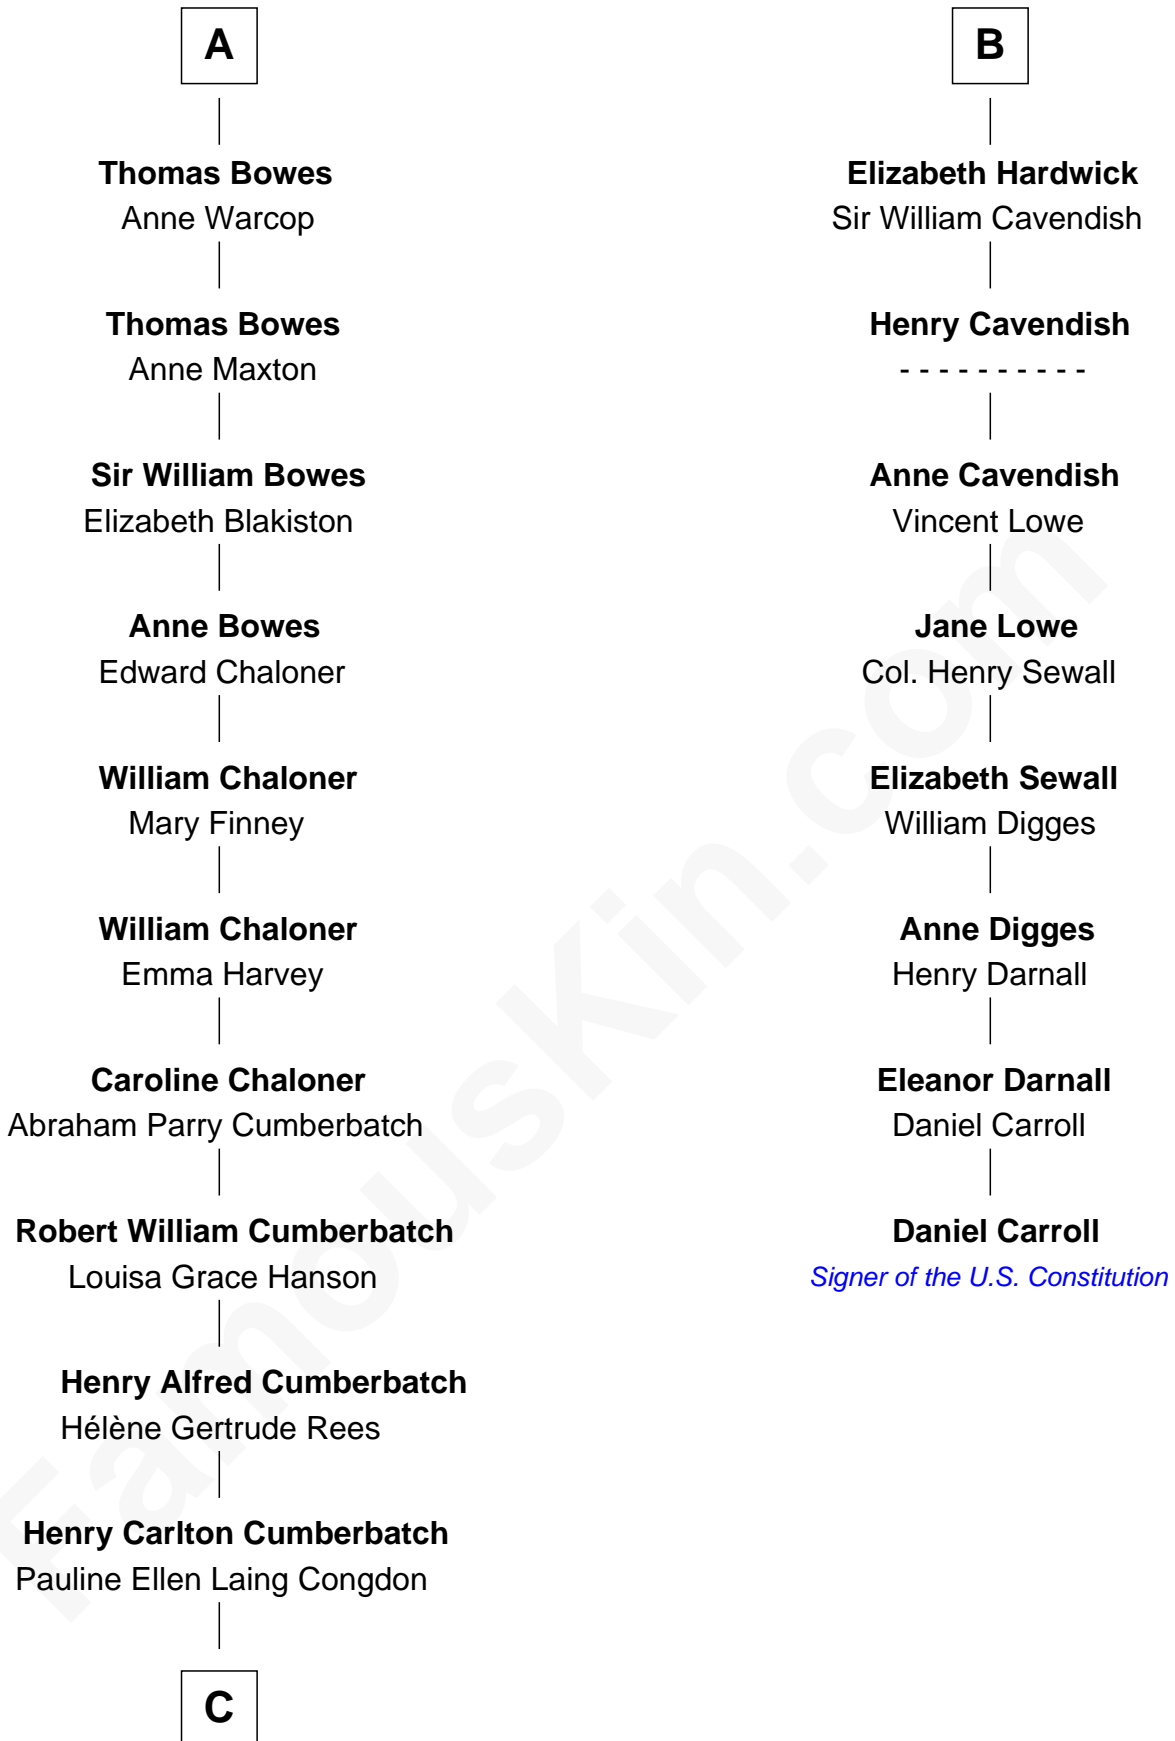 A
Thomas Bowes
Anne Warcop
Thomas Bowes
Anne Maxton
Sir William Bowes
Elizabeth Blakiston
Anne Bowes
Edward Chaloner
William Chaloner
Mary Finney
William Chaloner
Emma Harvey
Caroline Chaloner
Abraham Parry Cumberbatch
Robert William Cumberbatch
Louisa Grace Hanson
Henry Alfred Cumberbatch
Hélène Gertrude Rees
Henry Carlton Cumberbatch
Pauline Ellen Laing Congdon
C
B
Elizabeth Hardwick
Sir William Cavendish
Henry Cavendish
- - - - - - - - - -
Anne Cavendish
Vincent Lowe
Jane Lowe
Col. Henry Sewall
Elizabeth Sewall
William Digges
Anne Digges
Henry Darnall
Eleanor Darnall
Daniel Carroll
Daniel Carroll
Signer of the U.S. Constitution
FamousKin.com